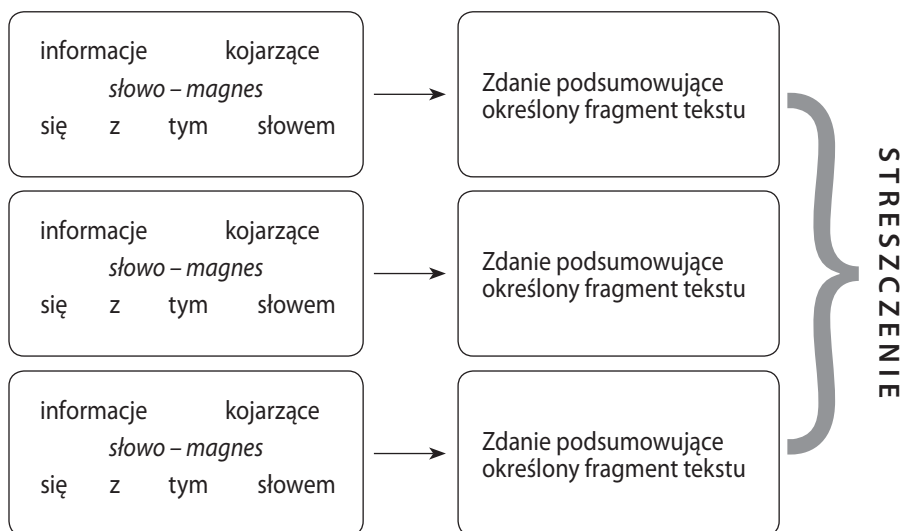 informacje kojarzące
słowo – magnes
się z tym słowem
Zdanie podsumowujące
określony fragment tekstu
informacje kojarzące
słowo – magnes
się z tym słowem
Zdanie podsumowujące
określony fragment tekstu
informacje kojarzące
słowo – magnes
się z tym słowem
Zdanie podsumowujące
określony fragment tekstu
STRESZCZENIE